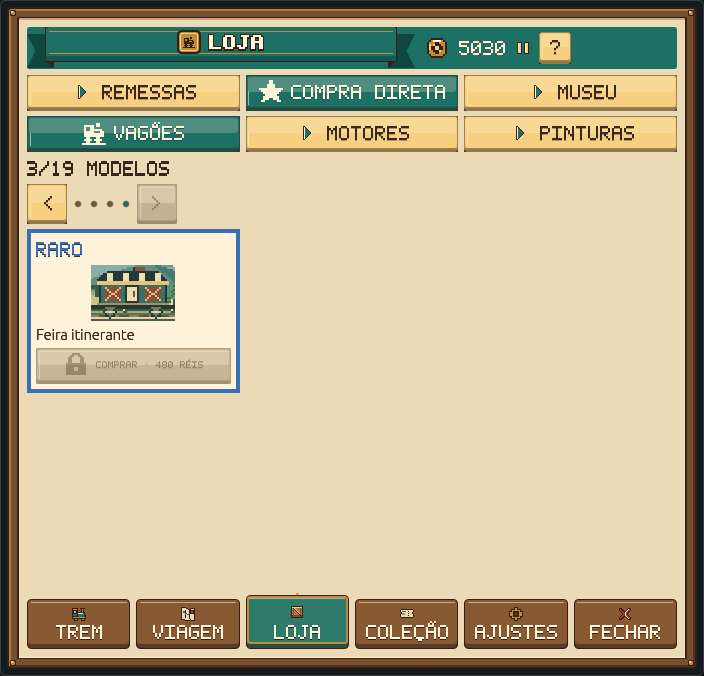 LOJA
5030
?
REMESSAS
COMPRA DIRETA
MUSEU
VAGÕES
MOTORES
PINTURAS
3/19 MODELOS
<
>
RARO
Feira itinerante
COMPRAR · 480 RÉIS
TREM
VIAGEM
LOJA
COLEÇÃO
AJUSTES
FECHAR